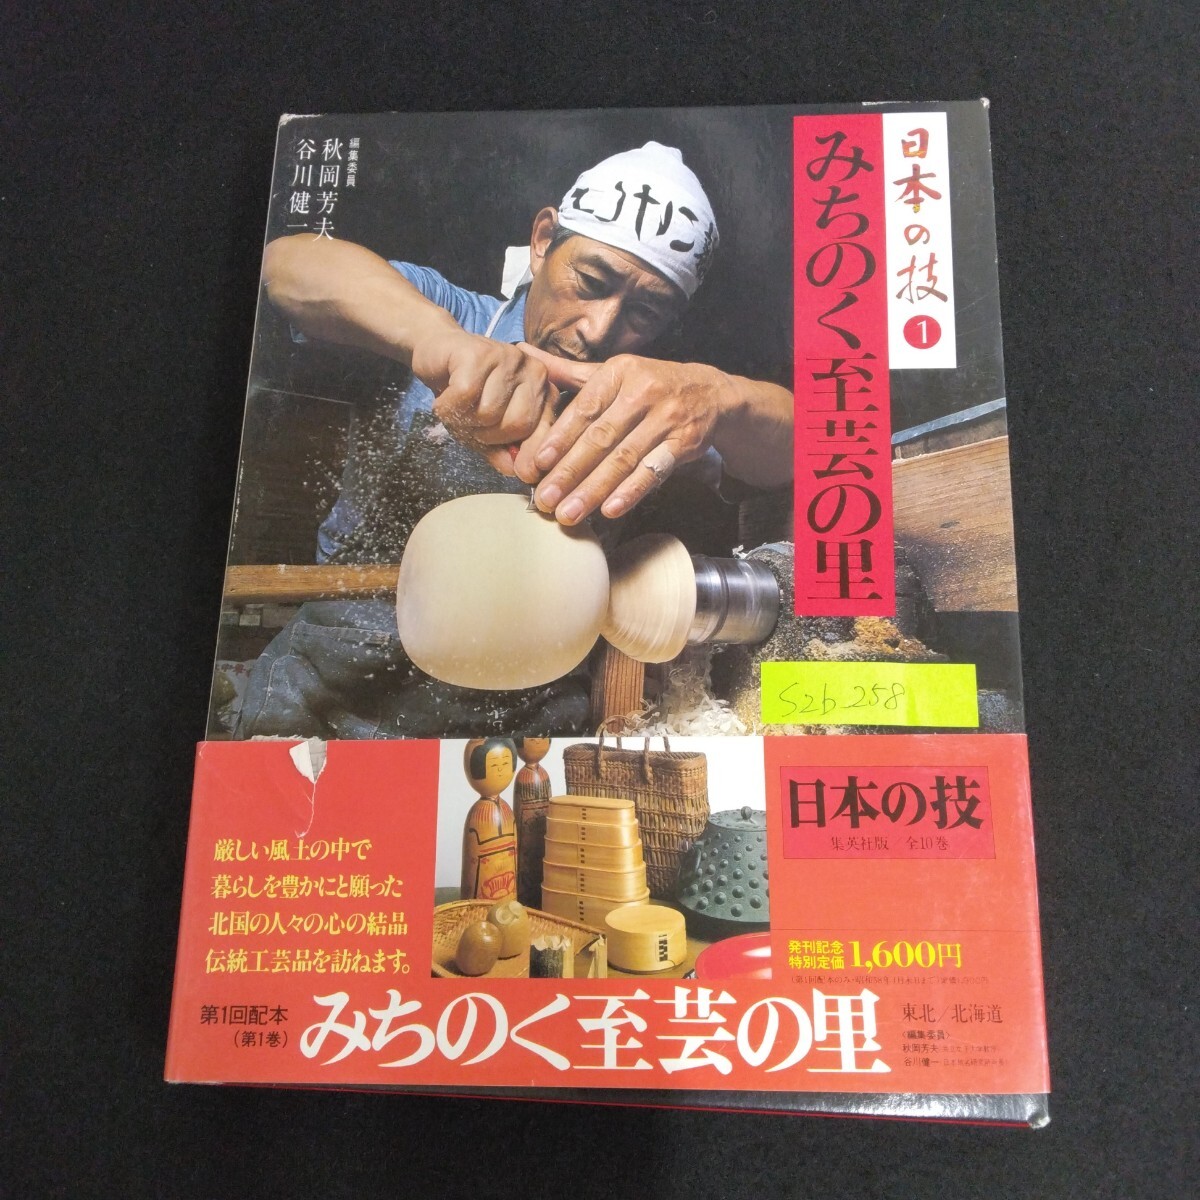 日本の技
1
みちのく至芸の里
編集委員
秋岡芳夫
谷川健一
S2b-258
厳しい風土の中で
暮らしを豊かにと願った
北国の人々の心の結晶
伝統工芸品を訪ねます。
日本の技
集英社版/全10巻
発刊記念
特別定価
1,600円
第1回配本
(第1巻)
みちのく至芸の里
東北/北海道
〈編集委員〉
秋岡芳夫
谷川健一